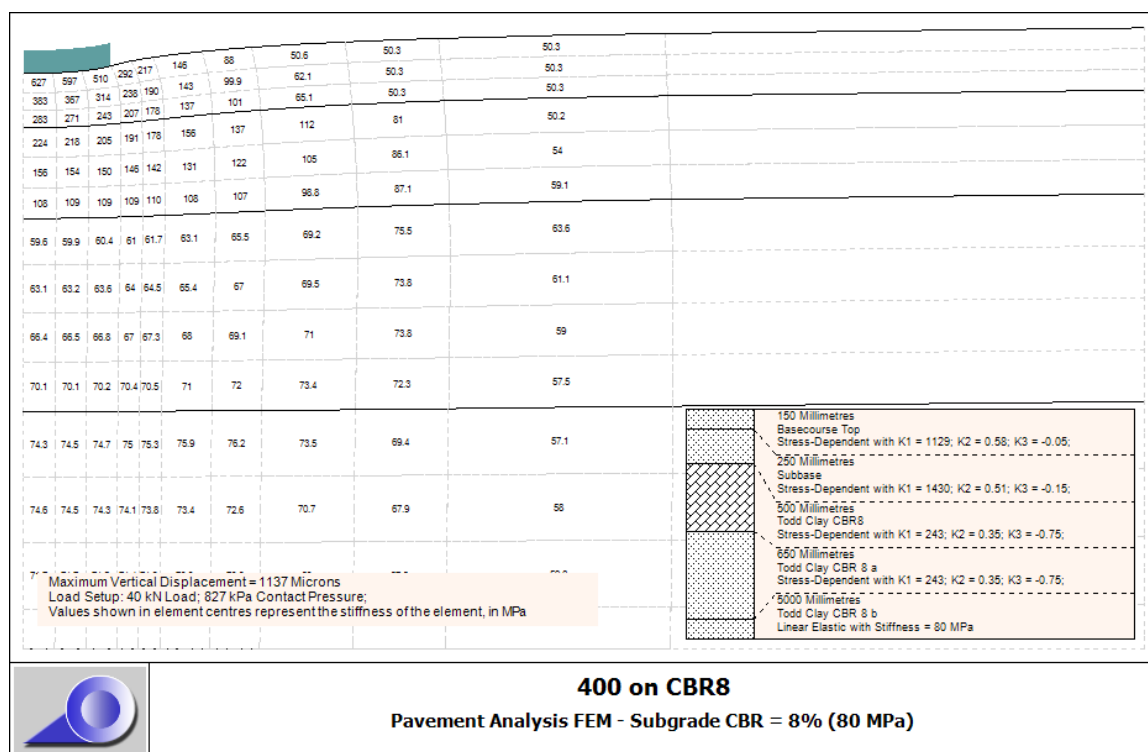 627 597 510 292 217 146 88 50.6 50.3 50.3
383 367 314 238 190 143 99.9 62.1 50.3 50.3
283 271 243 207 178 137 101 65.1 50.3 50.3
224 218 205 191 178 156 137 112 81 50.2
156 154 150 146 142 131 122 105 86.1 54
108 109 109 109 110 108 107 98.8 87.1 59.1
59.6 59.9 60.4 61 61.7 63.1 65.5 69.2 75.5 63.6
63.1 63.2 63.6 64 64.5 65.4 67 69.5 73.8 61.1
66.4 66.5 66.8 67 67.3 68 69.1 71 73.8 59
70.1 70.1 70.2 70.4 70.5 71 72 73.4 72.3 57.5
74.3 74.5 74.7 75 75.3 75.9 76.2 73.5 69.4 57.1
74.6 74.5 74.3 74.1 73.8 73.4 72.6 70.7 67.9 58
Maximum Vertical Displacement = 1137 Microns
Load Setup: 40 kN Load; 827 kPa Contact Pressure;
Values shown in element centres represent the stiffness of the element, in MPa
150 Millimetres
Basecourse Top
Stress-Dependent with K1 = 1129; K2 = 0.58; K3 = -0.05;
250 Millimetres
Subbase
Stress-Dependent with K1 = 1430; K2 = 0.51; K3 = -0.15;
500 Millimetres
Todd Clay CBR8
Stress-Dependent with K1 = 243; K2 = 0.35; K3 = -0.75;
650 Millimetres
Todd Clay CBR 8 a
Stress-Dependent with K1 = 243; K2 = 0.35; K3 = -0.75;
5000 Millimetres
Todd Clay CBR 8 b
Linear Elastic with Stiffness = 80 MPa
400 on CBR8
Pavement Analysis FEM - Subgrade CBR = 8% (80 MPa)